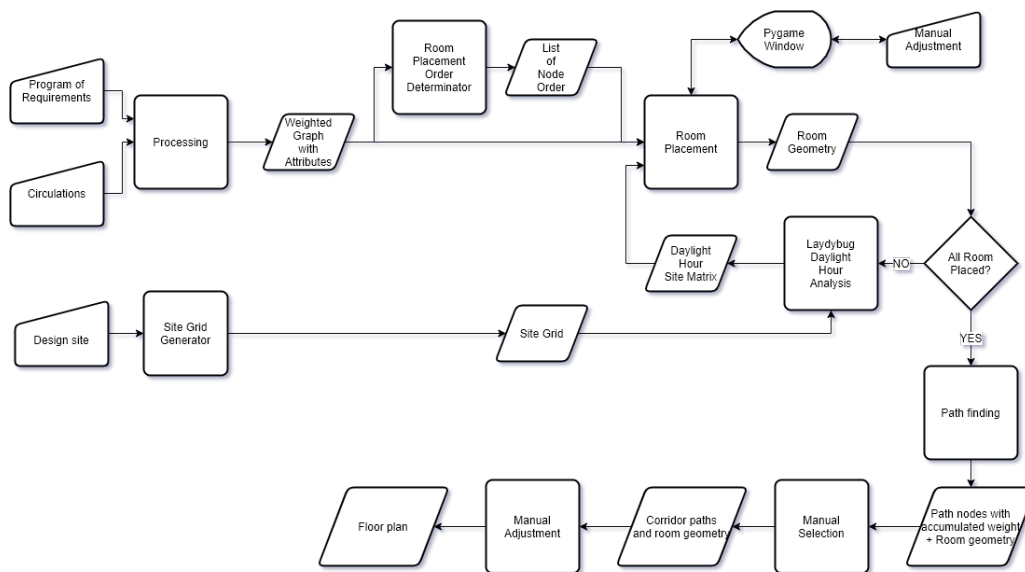 Program of
Requirements
Circulations
Processing
Weighted
Graph
with
Attributes
Room
Placement
Order
Determinator
List
of
Node
Order
Pygame
Window
Manual
Adjustment
Room
Placement
Room
Geometry
All Room
Placed?
NO
Laydybug
Daylight
Hour
Analysis
Daylight
Hour
Site Matrix
Design site
Site Grid
Generator
Site Grid
YES
Path finding
Path nodes with
accumulated weight
+ Room geometry
Manual
Selection
Corridor paths
and room geometry
Manual
Adjustment
Floor plan